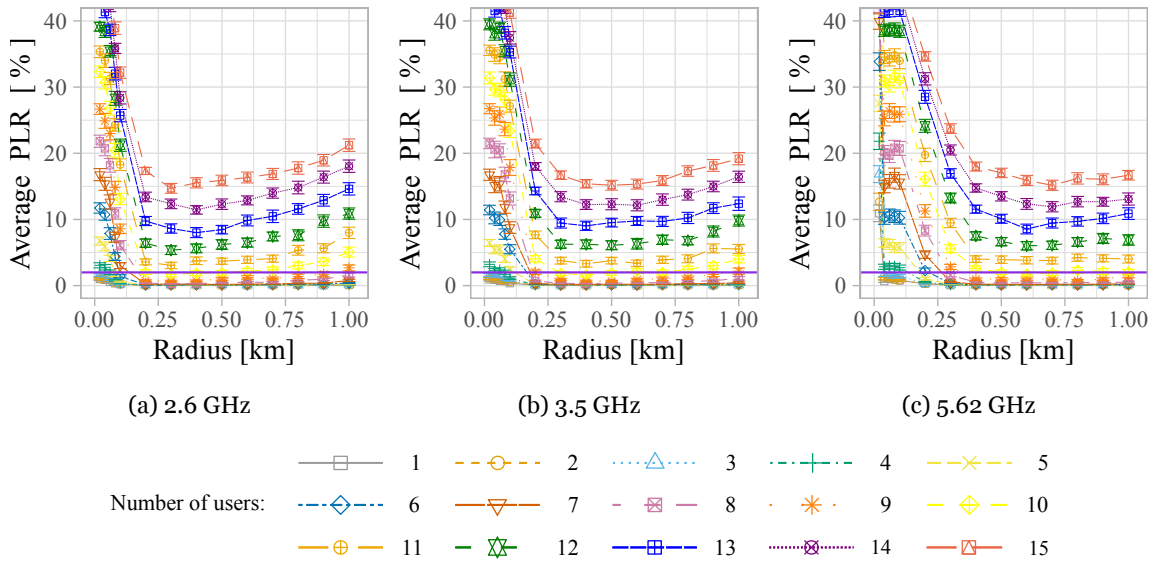 Average PLR [ % ]
40
30
20
10
0
0.00 0.25 0.50 0.75 1.00
Radius [km]
(a) 2.6 GHz
Average PLR [ % ]
40
30
20
10
0
0.00 0.25 0.50 0.75 1.00
Radius [km]
(b) 3.5 GHz
Average PLR [ % ]
40
30
20
10
0
0.00 0.25 0.50 0.75 1.00
Radius [km]
(c) 5.62 GHz
Number of users:
1 2 3 4 5
6 7 8 9 10
11 12 13 14 15